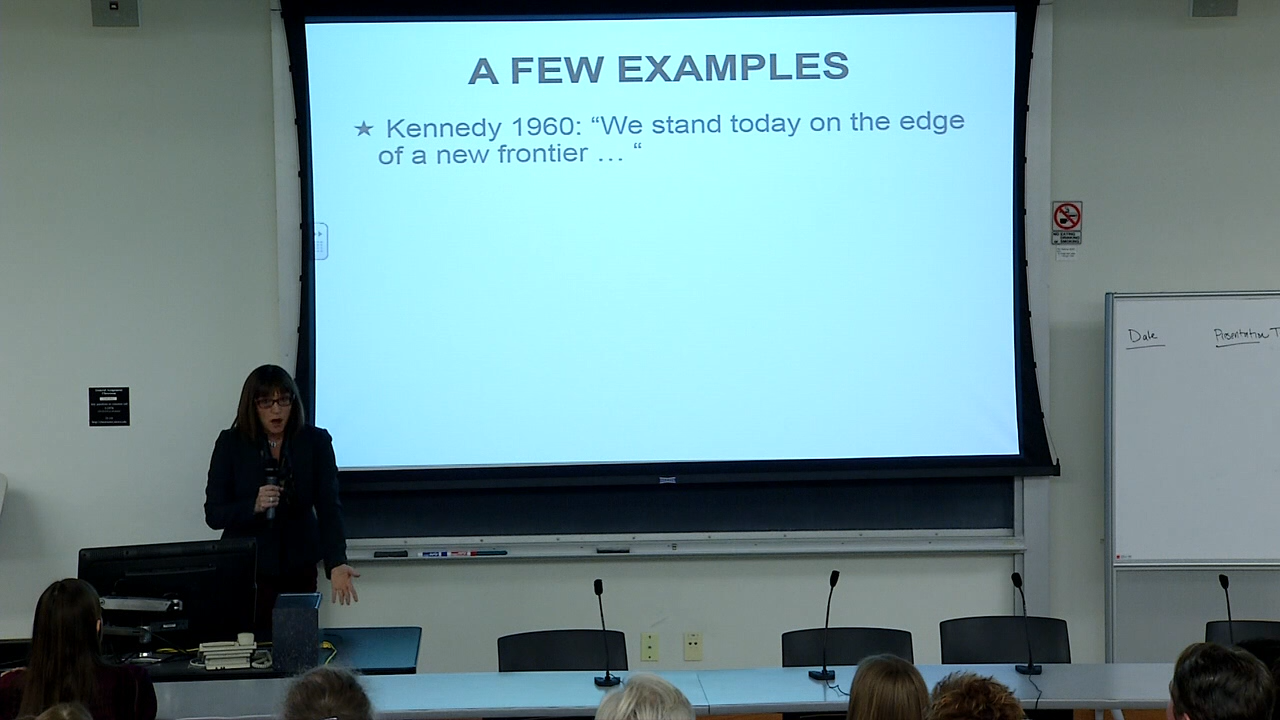 A FEW EXAMPLES
★ Kennedy 1960: “We stand today on the edge
of a new frontier … “
Date
Presentation T